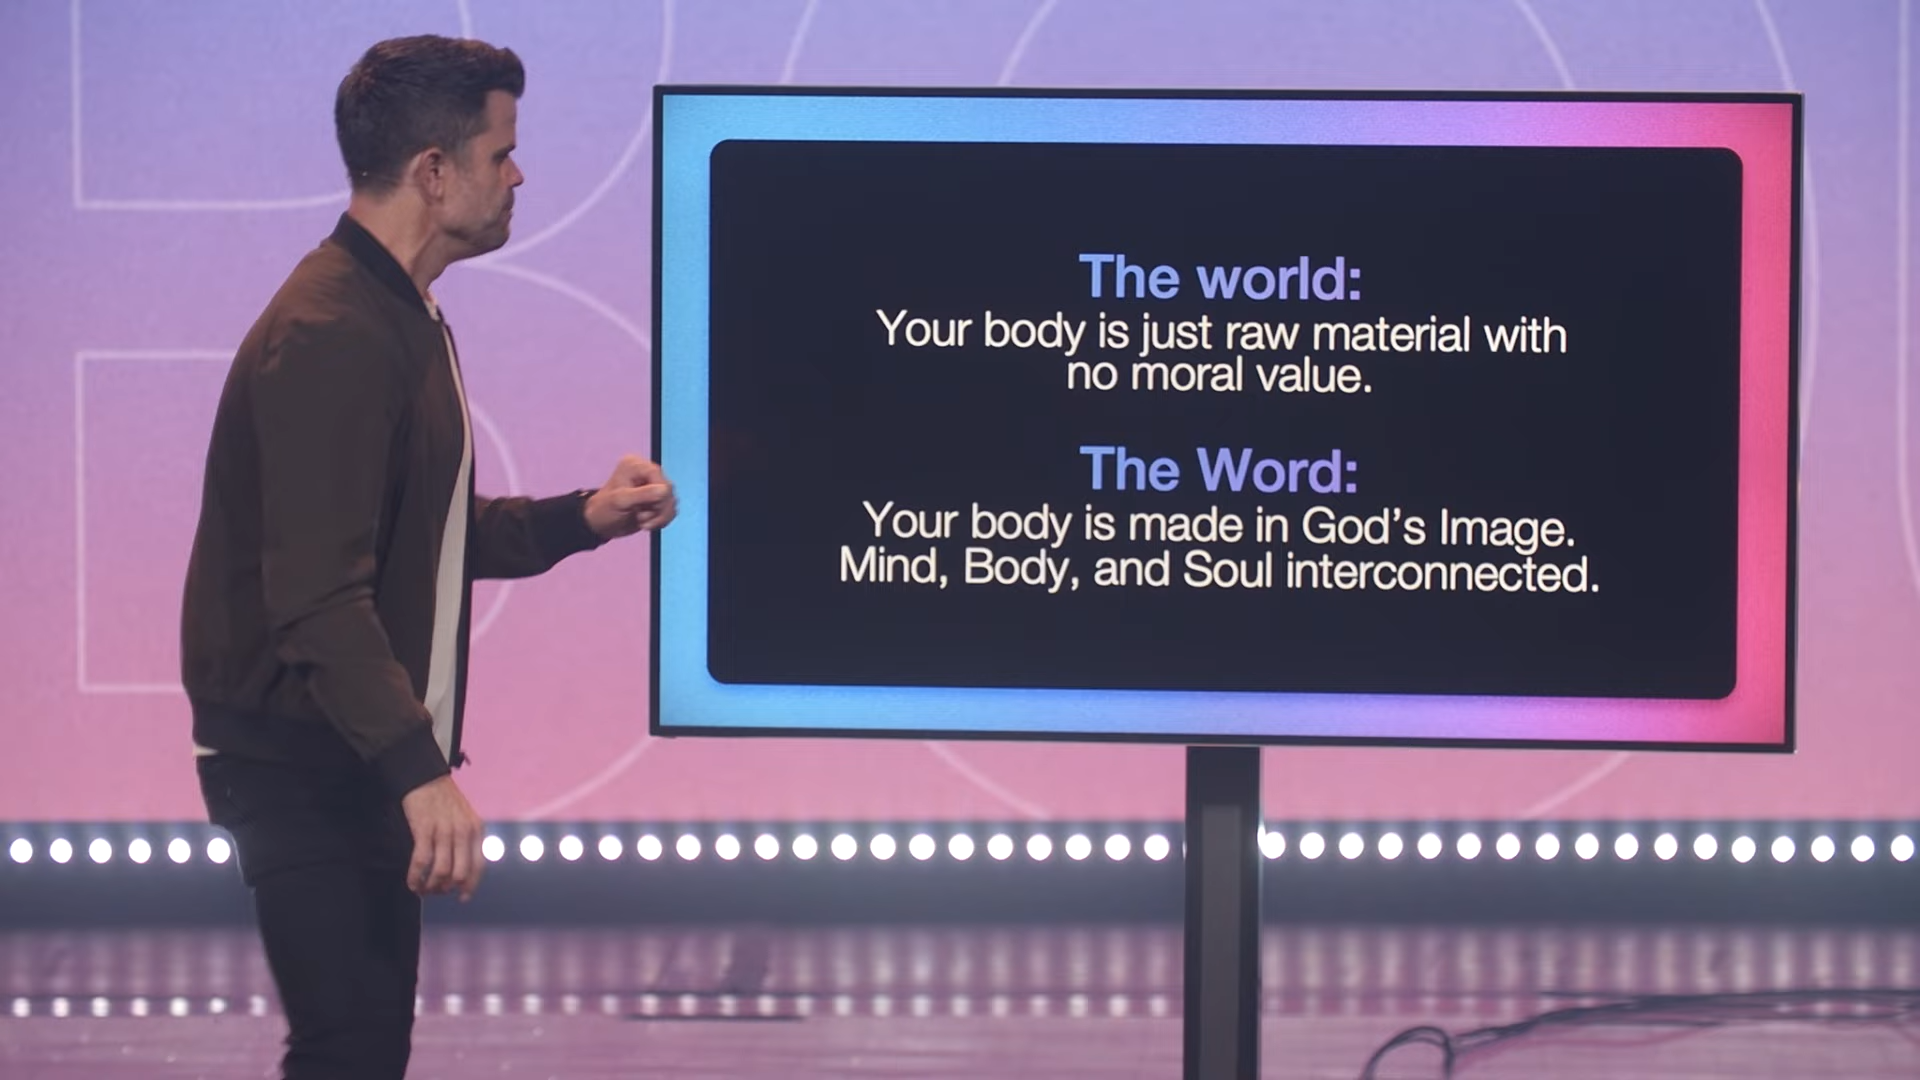 The world:
Your body is just raw material with
no moral value.
The Word:
Your body is made in God's Image.
Mind, Body, and Soul interconnected.